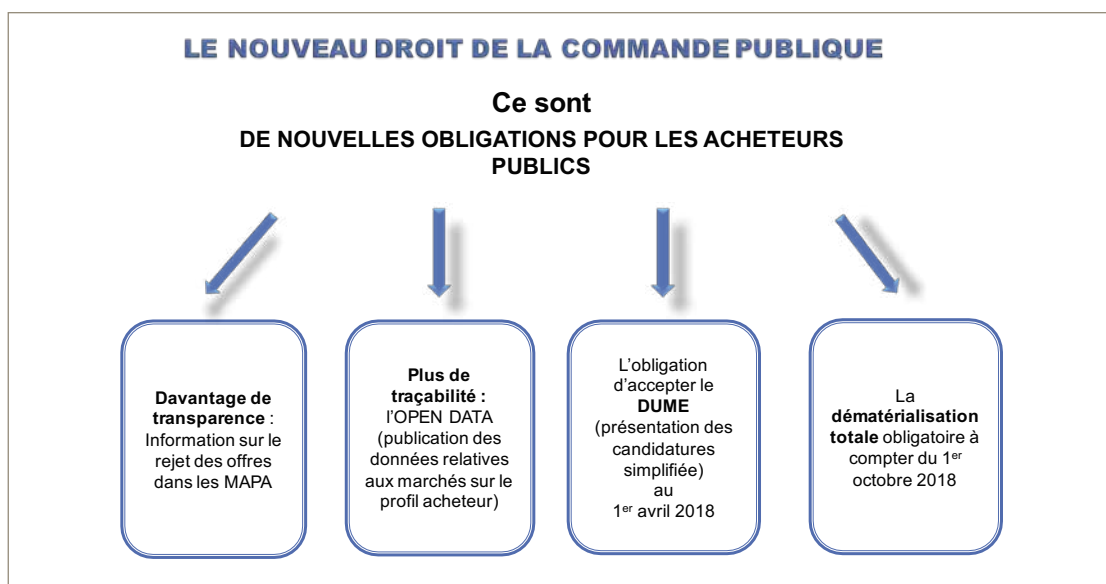 LE NOUVEAU DROIT DE LA COMMANDE PUBLIQUE
Ce sont
DE NOUVELLES OBLIGATIONS POUR LES ACHETEURS
PUBLICS
Davantage de
transparence :
Information sur le
rejet des offres
dans les MAPA
Plus de
traçabilité :
l'OPEN DATA
(publication des
données relatives
aux marchés sur le
profil acheteur)
L'obligation
d'accepter le
DUME
(présentation des
candidatures
simplifiée)
au
1er avril 2018
La
dématérialisation
totale obligatoire à
compter du 1er
octobre 2018